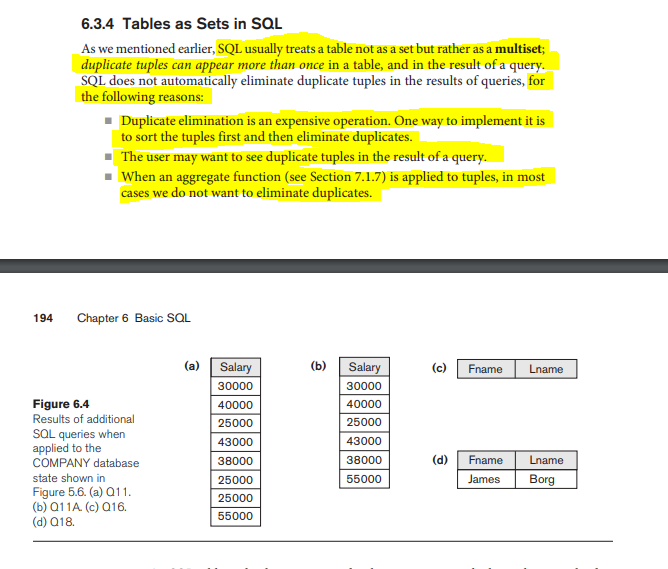 6.3.4 Tables as Sets in SQL
As we mentioned earlier, SQL usually treats a table not as a set but rather as a multiset;
duplicate tuples can appear more than once in a table, and in the result of a query.
SQL does not automatically eliminate duplicate tuples in the results of queries, for
the following reasons:
■ Duplicate elimination is an expensive operation. One way to implement it is
to sort the tuples first and then eliminate duplicates.
■ The user may want to see duplicate tuples in the result of a query.
■ When an aggregate function (see Section 7.1.7) is applied to tuples, in most
cases we do not want to eliminate duplicates.
194 Chapter 6 Basic SQL
Figure 6.4
Results of additional
SQL queries when
applied to the
COMPANY database
state shown in
Figure 5.6. (a) Q11.
(b) Q11A. (c) Q16.
(d) Q18.
(a)
Salary
30000
40000
25000
43000
38000
25000
25000
55000
(b)
Salary
30000
40000
25000
43000
38000
55000
(c)
Fname Lname
(d)
Fname Lname
James Borg